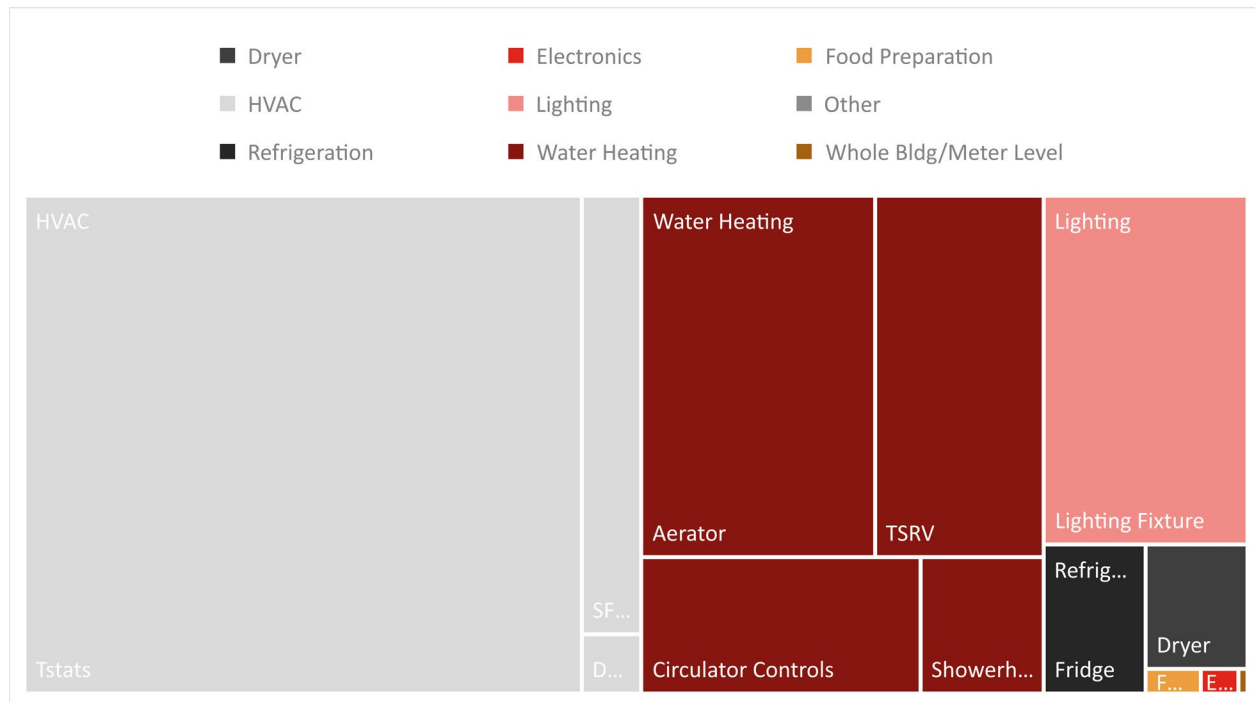 Dryer
Electronics
Food Preparation
HVAC
Lighting
Other
Refrigeration
Water Heating
Whole Bldg/Meter Level
HVAC
Water Heating
Lighting
Lighting Fixture
Aerator
TSRV
Refrig...
SF...
Dryer
Tstats
D...
Circulator Controls
Showerh...
Fridge
F...
E...